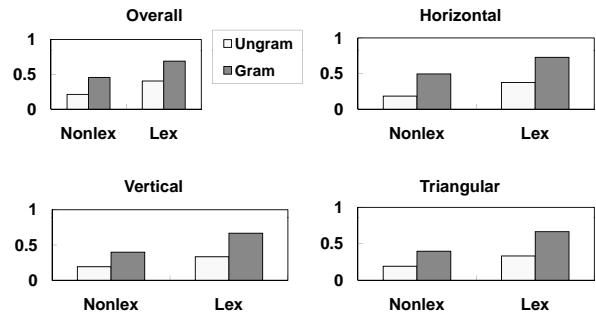 Overall
1
0.5
0
Nonlex Lex
Ungram
Gram
Horizontal
1
0.5
0
Nonlex Lex
Vertical
1
0.5
0
Nonlex Lex
Triangular
1
0.5
0
Nonlex Lex